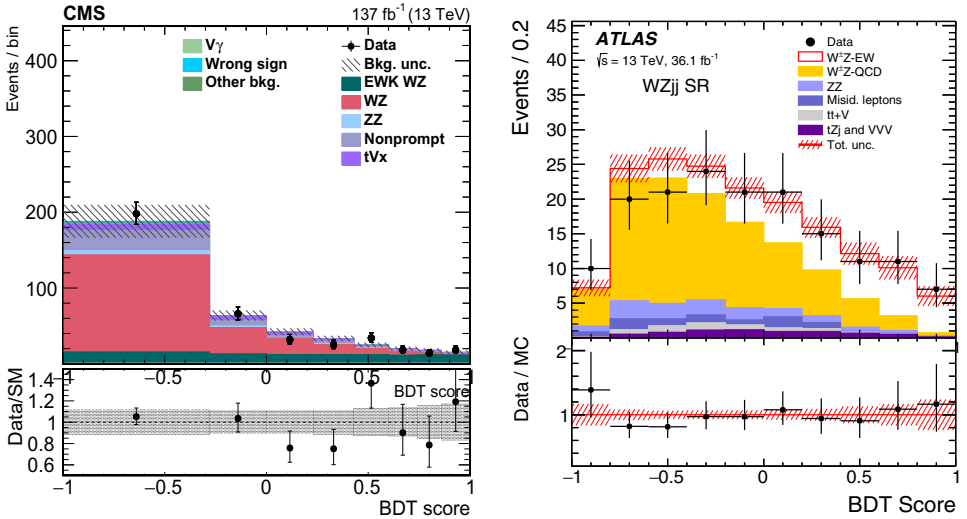 CMS 137 fb⁻¹ (13 TeV)
Events / bin
400
300
200
100
Vγ
Wrong sign
Other bkg.
Data
Bkg. unc.
EWK WZ
WZ
ZZ
Nonprompt
tVx
−1 −0.5 0 0.5 1
BDT score
Data/SM
1.4
1.2
1.0
0.8
0.6
−1 −0.5 0 0.5 1
BDT score
Events / 0.2
45
40
35
30
25
20
15
10
5
ATLAS
√s = 13 TeV, 36.1 fb⁻¹
WZjj SR
Data
W±Z-EW
W±Z-QCD
ZZ
Misid. leptons
tt+V
tZj and VVV
Tot. unc.
Data / MC
2
1
−1 −0.5 0 0.5 1
BDT Score